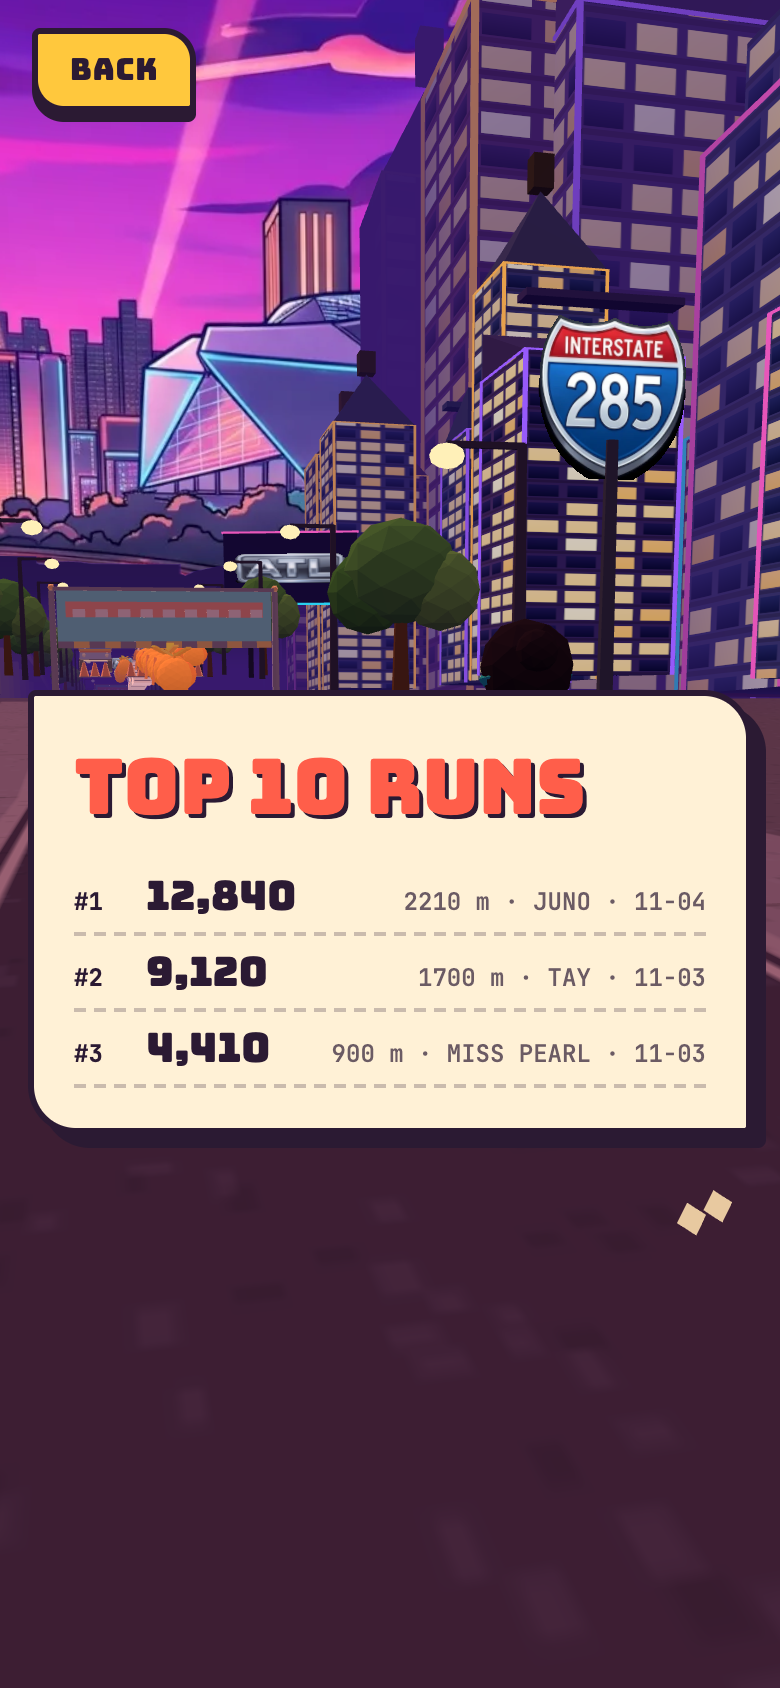 BACK
INTERSTATE
285
ATL
TOP 10 RUNS
#1 12,840 2210 m · JUNO · 11-04
#2 9,120 1700 m · TAY · 11-03
#3 4,410 900 m · MISS PEARL · 11-03